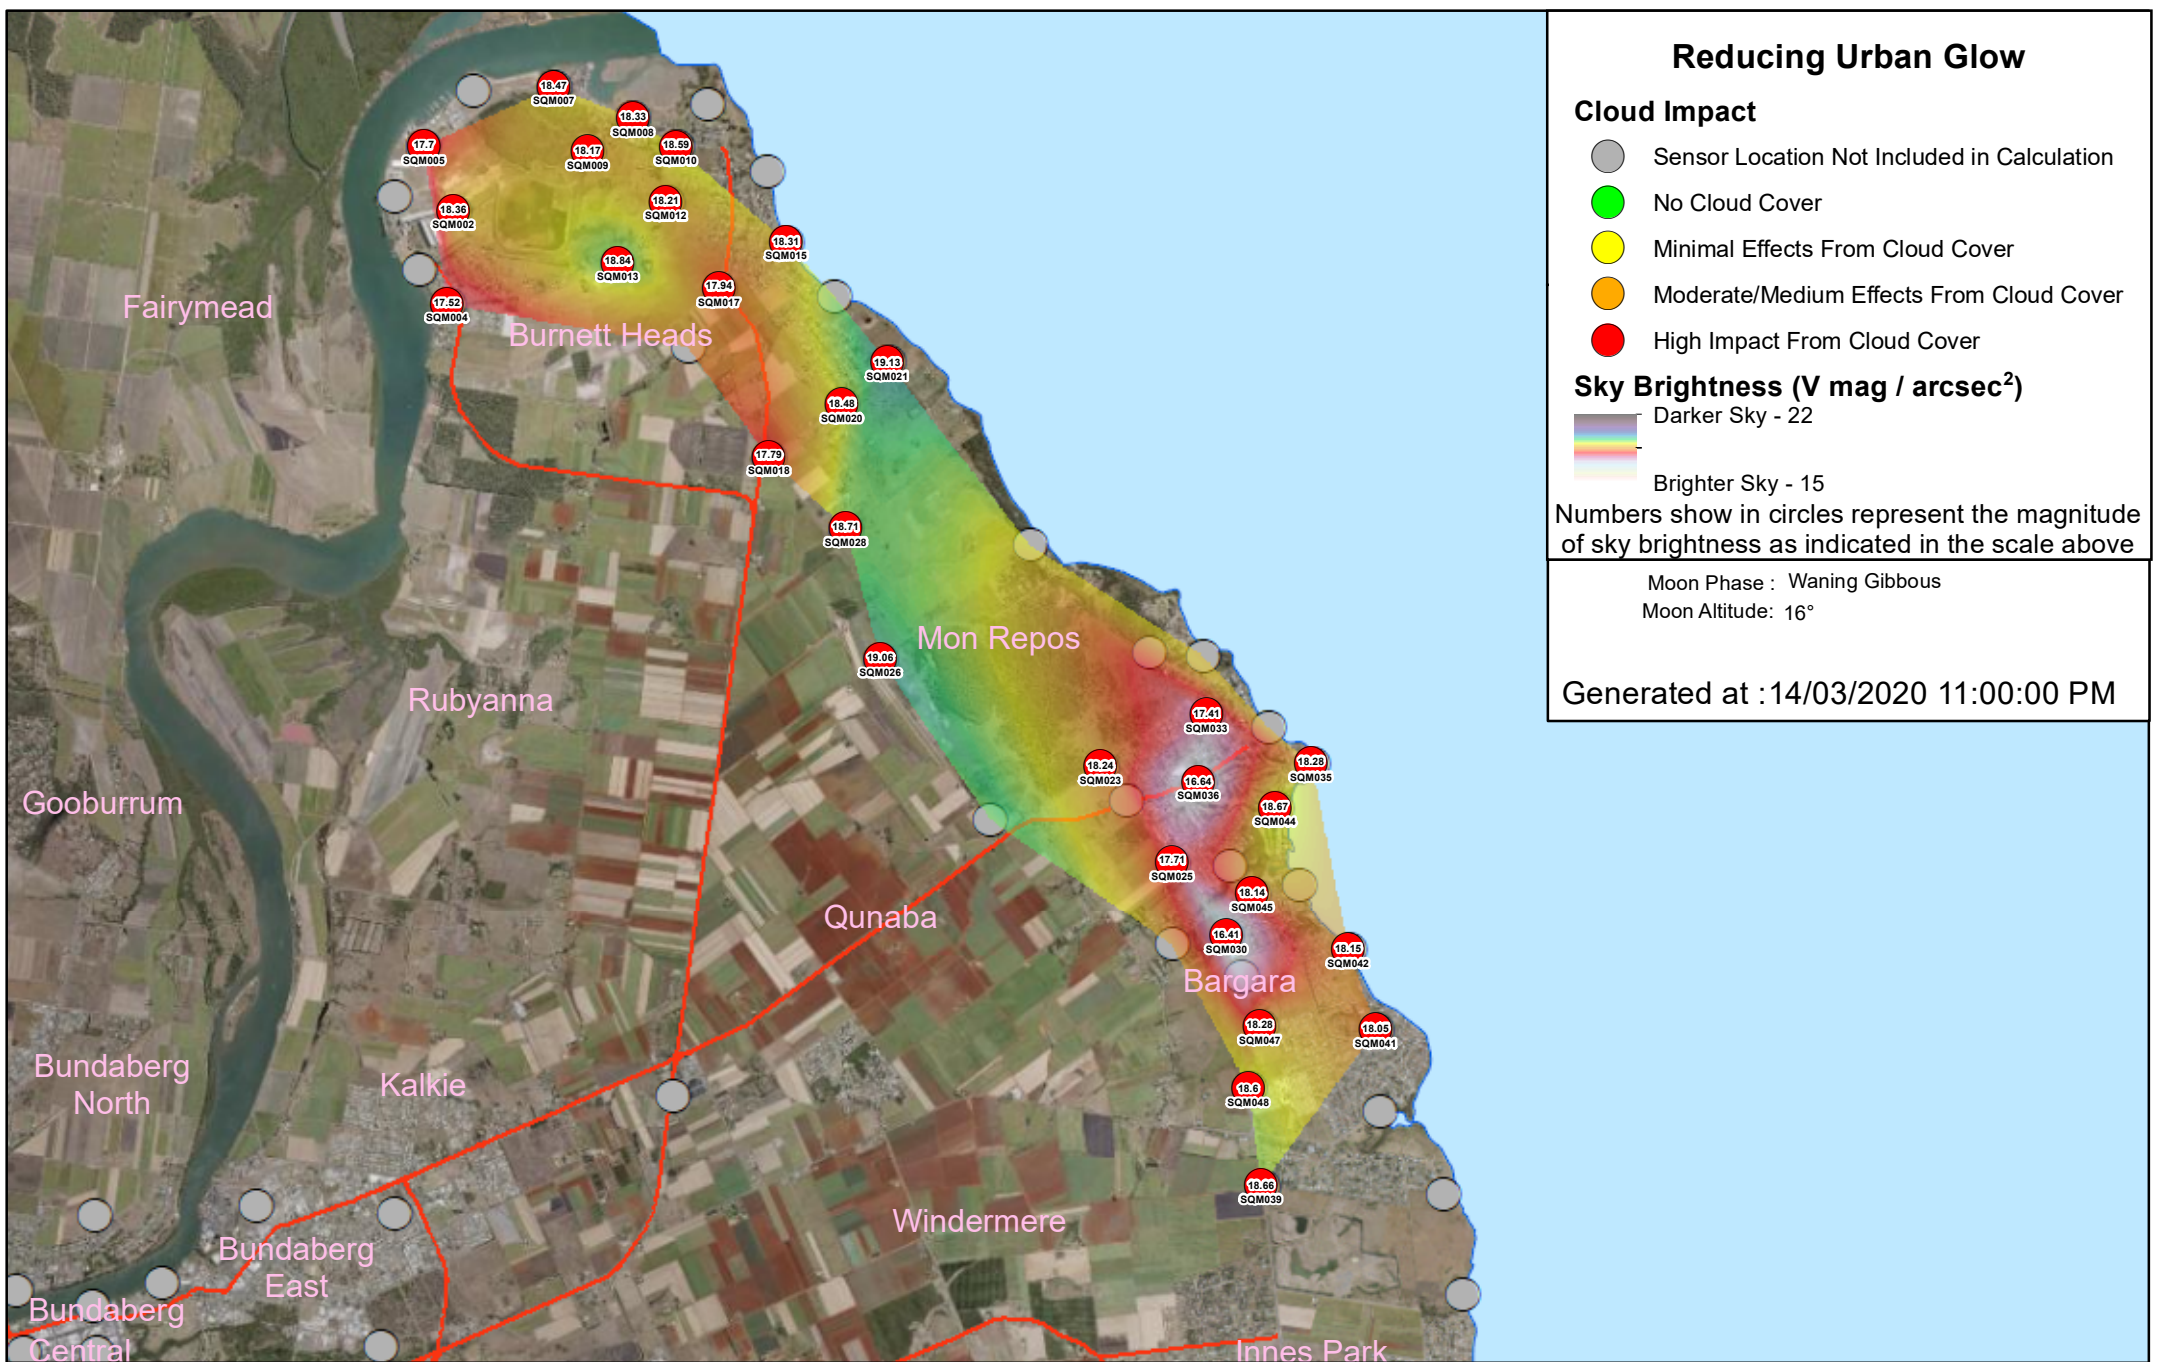 Reducing Urban Glow
Cloud Impact
Sensor Location Not Included in Calculation
No Cloud Cover
Minimal Effects From Cloud Cover
Moderate/Medium Effects From Cloud Cover
High Impact From Cloud Cover
Sky Brightness (V mag / arcsec²)
Darker Sky - 22
Brighter Sky - 15
Numbers show in circles represent the magnitude
of sky brightness as indicated in the scale above
Moon Phase : Waning Gibbous
Moon Altitude: 16°
Generated at :14/03/2020 11:00:00 PM
18.47
SQM007
18.33
SQM008
17.7
SQM005
18.17
SQM009
18.59
SQM010
18.36
SQM002
18.21
SQM012
18.31
SQM015
18.84
SQM013
17.94
SQM017
17.52
SQM004
Fairymead
Burnett Heads
19.13
SQM021
18.48
SQM020
17.79
SQM018
18.71
SQM028
Mon Repos
19.06
SQM026
Rubyanna
17.41
SQM033
18.24
SQM023
16.64
SQM036
18.28
SQM035
Gooburrum
18.67
SQM044
17.71
SQM025
18.14
SQM045
Qunaba
16.41
SQM030
18.15
SQM042
Bargara
18.28
SQM047
18.05
SQM041
Bundaberg
North
Kalkie
18.6
SQM048
18.66
SQM039
Windermere
Bundaberg
East
Bundaberg
Central
Innes Park